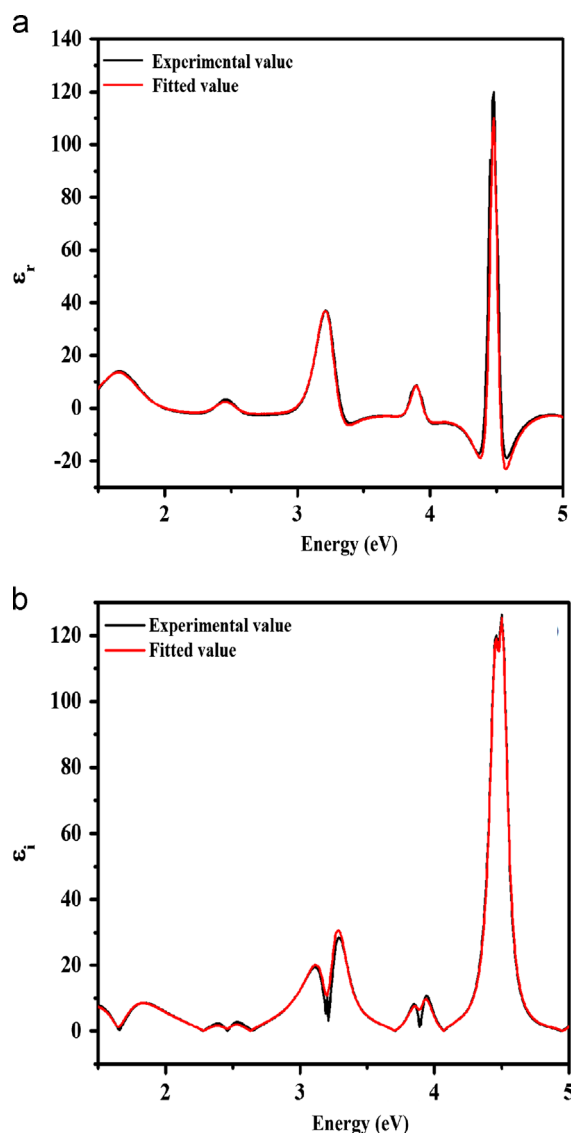 a
140
Experimental value
Fitted value
120
100
80
60
40
20
0
-20
εr
2
3
4
5
Energy (eV)
b
Experimental value
Fitted value
120
100
80
60
40
20
0
εi
2
3
4
5
Energy (eV)